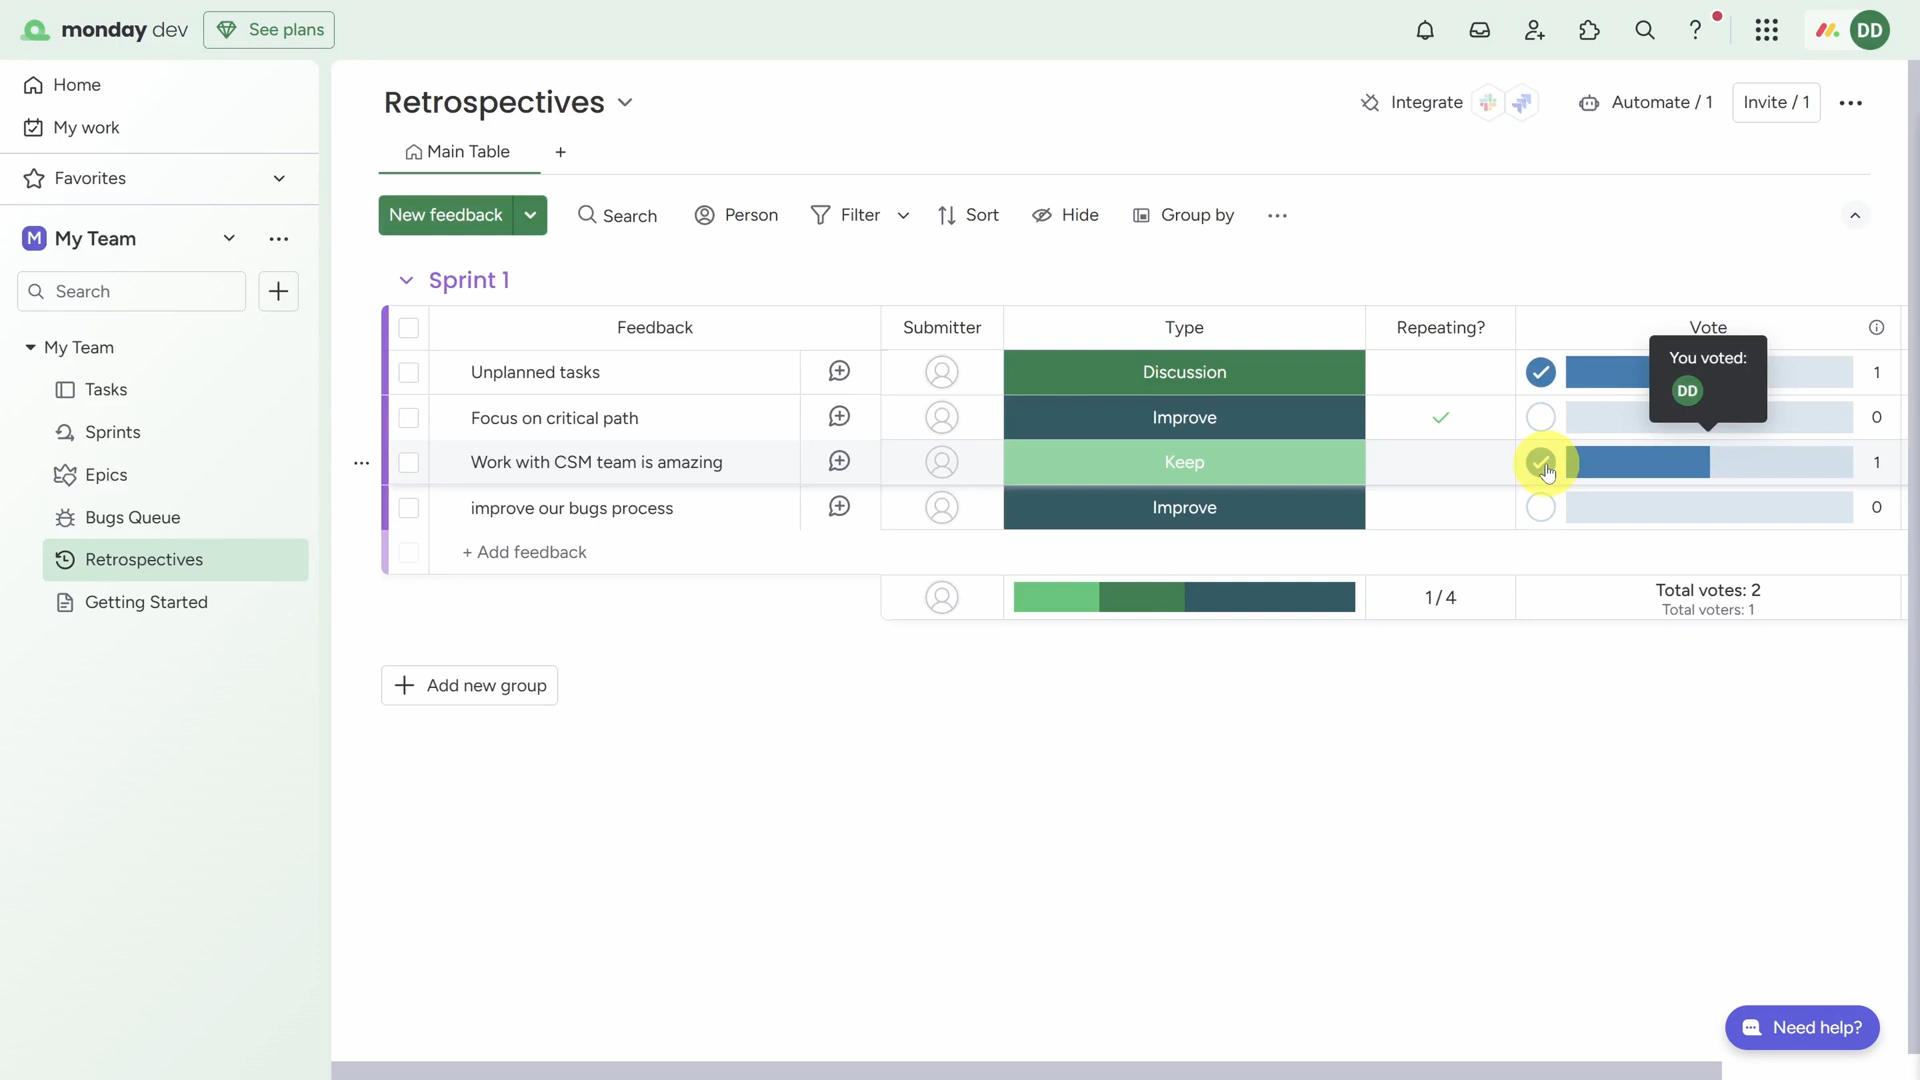 monday dev
See plans
DD
Home
My work
Favorites
M My Team
Search
My Team
Tasks
Sprints
Epics
Bugs Queue
Retrospectives
Getting Started
Retrospectives
Integrate
Automate / 1
Invite / 1
Main Table
New feedback
Search
Person
Filter
Sort
Hide
Group by
Sprint 1
Feedback Submitter Type Repeating? Vote
Unplanned tasks Discussion 1
Focus on critical path Improve 0
Work with CSM team is amazing Keep 1
improve our bugs process Improve 0
You voted:
DD
+ Add feedback
1 / 4
Total votes: 2
Total voters: 1
Add new group
Need help?